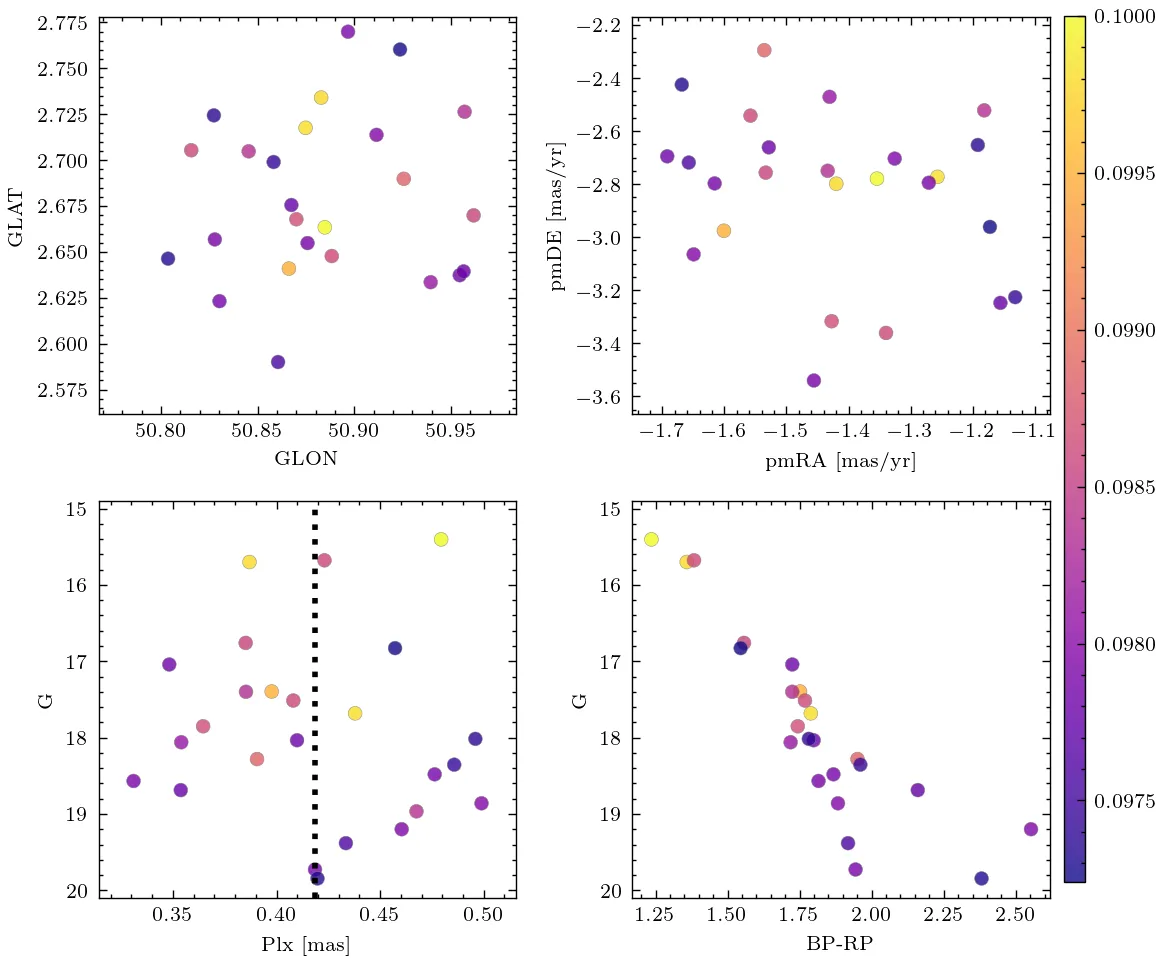 2.775
2.750
2.725
2.700
2.675
2.650
2.625
2.600
2.575
GLAT
50.80 50.85 50.90 50.95
GLON
−2.2
−2.4
−2.6
−2.8
−3.0
−3.2
−3.4
−3.6
pmDE [mas/yr]
−1.7 −1.6 −1.5 −1.4 −1.3 −1.2 −1.1
pmRA [mas/yr]
0.1000
0.0995
0.0990
0.0985
0.0980
0.0975
15
16
17
18
19
20
G
0.35 0.40 0.45 0.50
Plx [mas]
15
16
17
18
19
20
G
1.25 1.50 1.75 2.00 2.25 2.50
BP-RP